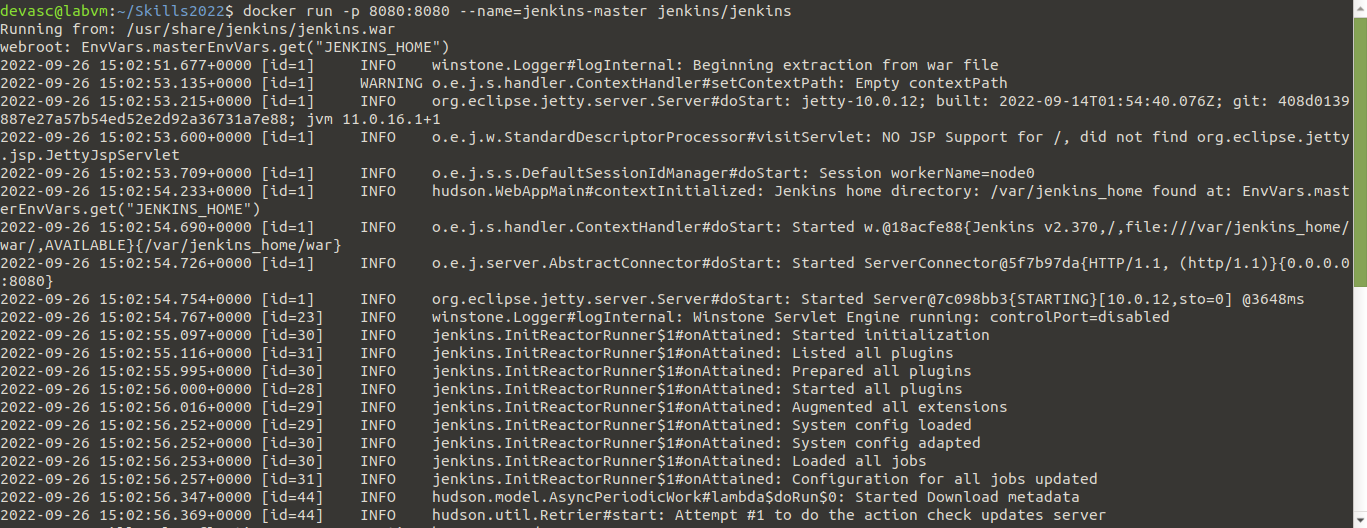 devasc@labvm:~/Skills2022$ docker run -p 8080:8080 --name=jenkins-master jenkins/jenkins
Running from: /usr/share/jenkins/jenkins.war
webroot: EnvVars.masterEnvVars.get("JENKINS_HOME")
2022-09-26 15:02:51.677+0000 [id=1]     INFO    winstone.Logger#logInternal: Beginning extraction from war file
2022-09-26 15:02:53.135+0000 [id=1]     WARNING o.e.j.s.handler.ContextHandler#setContextPath: Empty contextPath
2022-09-26 15:02:53.215+0000 [id=1]     INFO    org.eclipse.jetty.server.Server#doStart: jetty-10.0.12; built: 2022-09-14T01:54:40.076Z; git: 408d0139
887e27a57b54ed52e2d92a36731a7e88; jvm 11.0.16.1+1
2022-09-26 15:02:53.600+0000 [id=1]     INFO    o.e.j.w.StandardDescriptorProcessor#visitServlet: NO JSP Support for /, did not find org.eclipse.jetty
.jsp.JettyJspServlet
2022-09-26 15:02:53.709+0000 [id=1]     INFO    o.e.j.s.s.DefaultSessionIdManager#doStart: Session workerName=node0
2022-09-26 15:02:54.233+0000 [id=1]     INFO    hudson.WebAppMain#contextInitialized: Jenkins home directory: /var/jenkins_home found at: EnvVars.mast
erEnvVars.get("JENKINS_HOME")
2022-09-26 15:02:54.690+0000 [id=1]     INFO    o.e.j.s.handler.ContextHandler#doStart: Started w.@18acfe88{Jenkins v2.370,/,file:///var/jenkins_home/
war/,AVAILABLE}{/var/jenkins_home/war}
2022-09-26 15:02:54.726+0000 [id=1]     INFO    o.e.j.server.AbstractConnector#doStart: Started ServerConnector@5f7b97da{HTTP/1.1, (http/1.1)}{0.0.0.0
:8080}
2022-09-26 15:02:54.754+0000 [id=1]     INFO    org.eclipse.jetty.server.Server#doStart: Started Server@7c098bb3{STARTING}[10.0.12,sto=0] @3648ms
2022-09-26 15:02:54.767+0000 [id=23]    INFO    winstone.Logger#logInternal: Winstone Servlet Engine running: controlPort=disabled
2022-09-26 15:02:55.097+0000 [id=30]    INFO    jenkins.InitReactorRunner$1#onAttained: Started initialization
2022-09-26 15:02:55.116+0000 [id=31]    INFO    jenkins.InitReactorRunner$1#onAttained: Listed all plugins
2022-09-26 15:02:55.995+0000 [id=30]    INFO    jenkins.InitReactorRunner$1#onAttained: Prepared all plugins
2022-09-26 15:02:56.000+0000 [id=28]    INFO    jenkins.InitReactorRunner$1#onAttained: Started all plugins
2022-09-26 15:02:56.016+0000 [id=29]    INFO    jenkins.InitReactorRunner$1#onAttained: Augmented all extensions
2022-09-26 15:02:56.252+0000 [id=29]    INFO    jenkins.InitReactorRunner$1#onAttained: System config loaded
2022-09-26 15:02:56.252+0000 [id=30]    INFO    jenkins.InitReactorRunner$1#onAttained: System config adapted
2022-09-26 15:02:56.253+0000 [id=30]    INFO    jenkins.InitReactorRunner$1#onAttained: Loaded all jobs
2022-09-26 15:02:56.257+0000 [id=31]    INFO    jenkins.InitReactorRunner$1#onAttained: Configuration for all jobs updated
2022-09-26 15:02:56.347+0000 [id=44]    INFO    hudson.model.AsyncPeriodicWork#lambda$doRun$0: Started Download metadata
2022-09-26 15:02:56.369+0000 [id=44]    INFO    hudson.util.Retrier#start: Attempt #1 to do the action check updates server